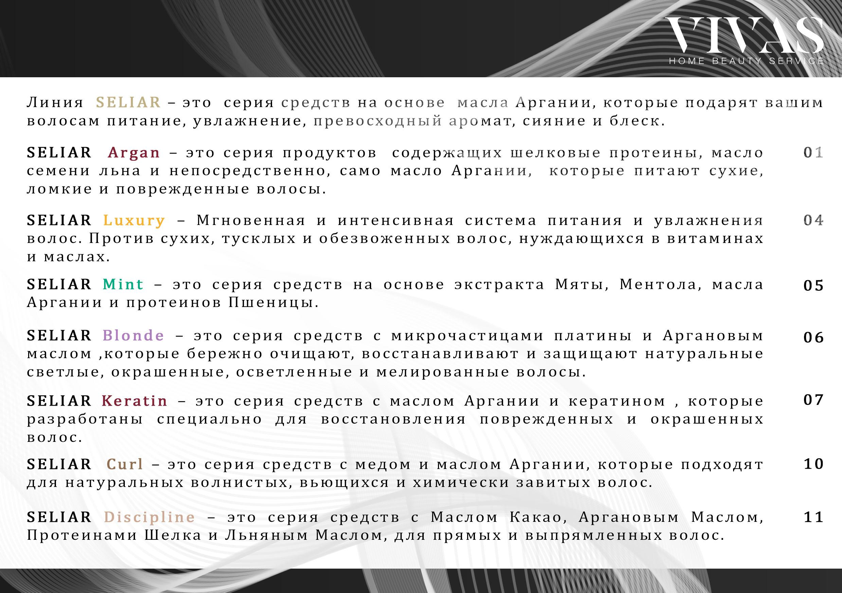 VIVAS
HOME BEAUTY SERVICE
Линия SELIAR – это серия средств на основе масла Аргании, которые подарят вашим
волосам питание, увлажнение, превосходный аромат, сияние и блеск.
SELIAR Argan – это серия продуктов содержащих шелковые протеины, масло 01
семени льна и непосредственно, само масло Аргании, которые питают сухие,
ломкие и поврежденные волосы.
SELIAR Luxury – Мгновенная и интенсивная система питания и увлажнения 04
волос. Против сухих, тусклых и обезвоженных волос, нуждающихся в витаминах
и маслах.
SELIAR Mint – это серия средств на основе экстракта Мяты, Ментола, масла 05
Аргании и протеинов Пшеницы.
SELIAR Blonde – это серия средств с микрочастицами платины и Аргановым 06
маслом ,которые бережно очищают, восстанавливают и защищают натуральные
светлые, окрашенные, осветленные и мелированные волосы.
SELIAR Keratin – это серия средств с маслом Аргании и кератином , которые 07
разработаны специально для восстановления поврежденных и окрашенных
волос.
SELIAR Curl – это серия средств с медом и маслом Аргании, которые подходят 10
для натуральных волнистых, вьющихся и химически завитых волос.
SELIAR Discipline – это серия средств с Маслом Какао, Аргановым Маслом, 11
Протеинами Шелка и Льняным Маслом, для прямых и выпрямленных волос.